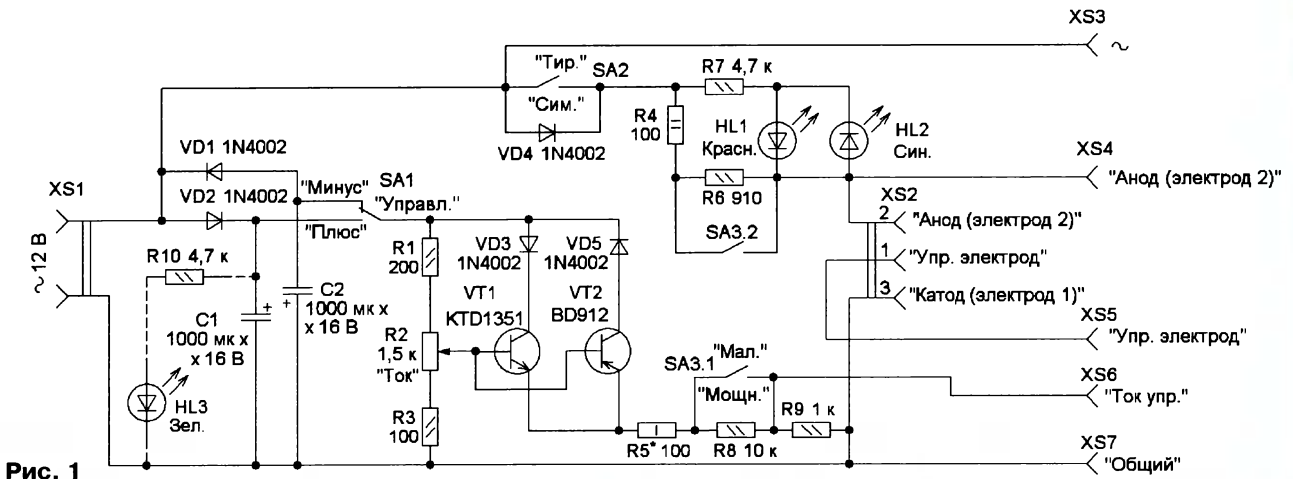 XS3
~
"Тир."
SA2
"Сим."
VD4 1N4002
R7 4,7 к
R4
100
HL1
Красн.
HL2
Син.
XS4
"Анод (электрод 2)"
R6 910
SA3.2
XS2
2
"Анод (электрод 2)"
1
"Упр. электрод"
3
"Катод (электрод 1)"
XS5
"Упр. электрод"
VD1 1N4002
XS1
VD2 1N4002
"Минус"
SA1
"Управл."
"Плюс"
~ 12 В
R10 4,7 к
C1
1000 мк х
х 16 В
+
C2
1000 мк х
х 16 В
+
HL3
Зел.
R1
200
VD3
1N4002
VD5
1N4002
VT1
KTD1351
VT2
BD912
R2
1,5 к
"Ток"
R3
100
SA3.1
"Мал."
"Мощн."
R5* 100
R8 10 к
R9 1 к
XS6
"Ток упр."
XS7
"Общий"
Рис. 1